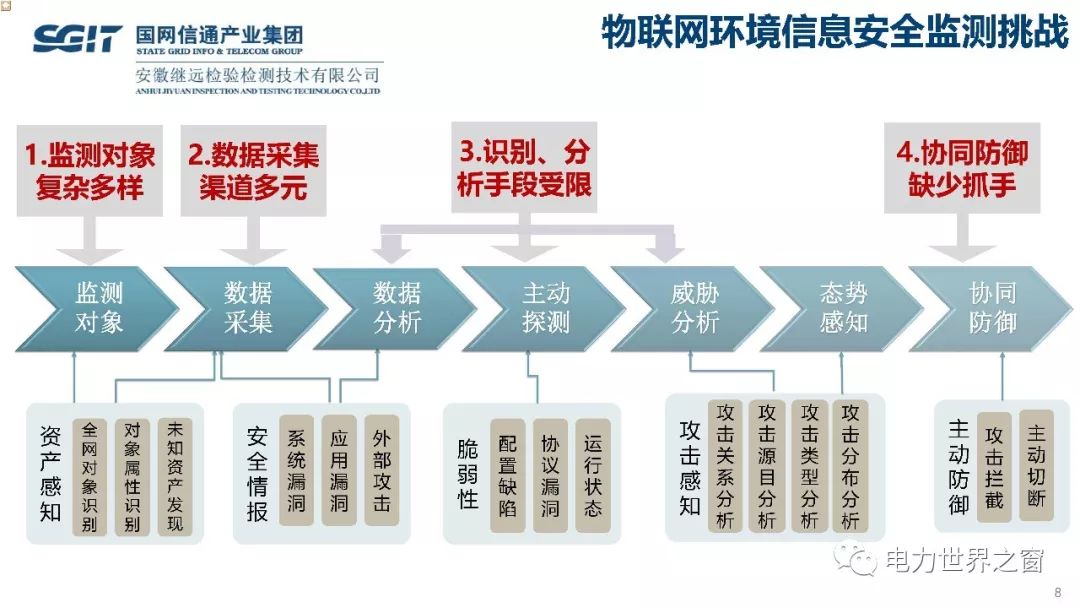 SGIT
国网信通产业集团
STATE GRID INFO & TELECOM GROUP
安徽继远检验检测技术有限公司
ANHUI JIYUAN INSPECTION AND TESTING TECHNOLOGY CO.,LTD
物联网环境信息安全监测挑战
1.监测对象
复杂多样
2.数据采集
渠道多元
3.识别、分
析手段受限
4.协同防御
缺少抓手
监测
对象
数据
采集
数据
分析
主动
探测
威胁
分析
态势
感知
协同
防御
资产感知
全网对象识别
对象属性识别
未知资产发现
安全情报
系统漏洞
应用漏洞
外部攻击
脆弱性
配置缺陷
协议漏洞
运行状态
攻击感知
攻击关系分析
攻击源目分析
攻击类型分析
攻击分布分析
主动防御
攻击拦截
主动切断
电力世界之窗
8